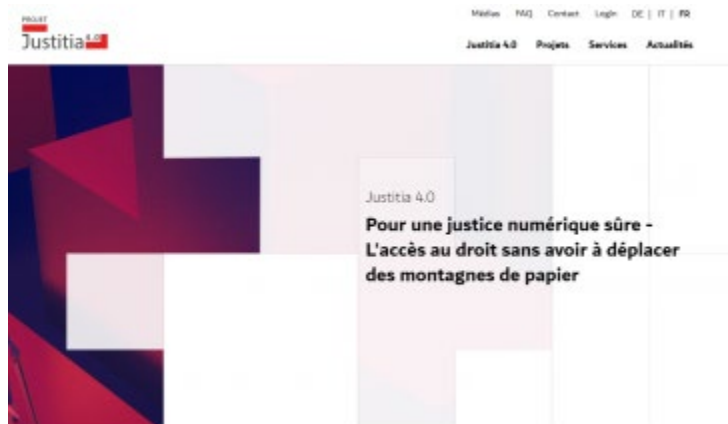 PROJET
Justitia 4.0
Médias FAQ Contact Login DE | IT | FR
Justitia 4.0 Projets Services Actualités
Justitia 4.0
Pour une justice numérique sûre -
L'accès au droit sans avoir à déplacer
des montagnes de papier